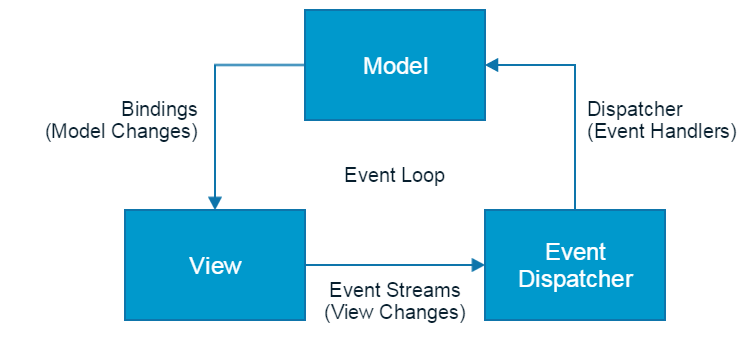 Model
Bindings
(Model Changes)
Dispatcher
(Event Handlers)
Event Loop
View
Event
Dispatcher
Event Streams
(View Changes)